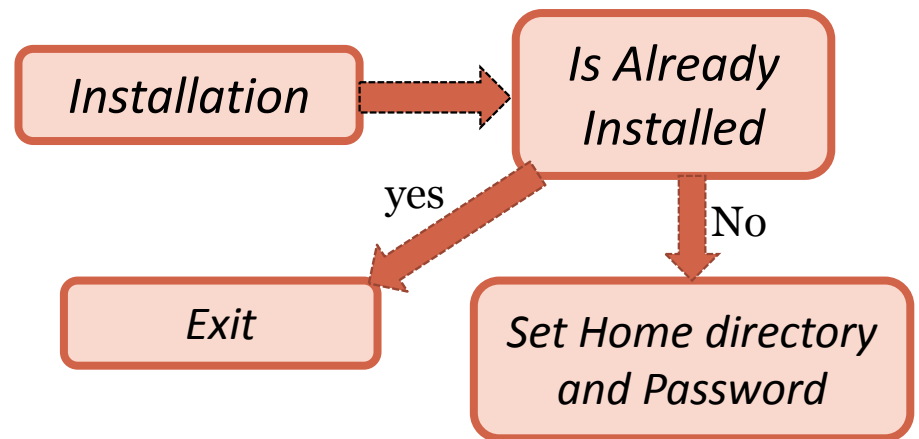 Installation
Is Already
Installed
yes
No
Exit
Set Home directory
and Password